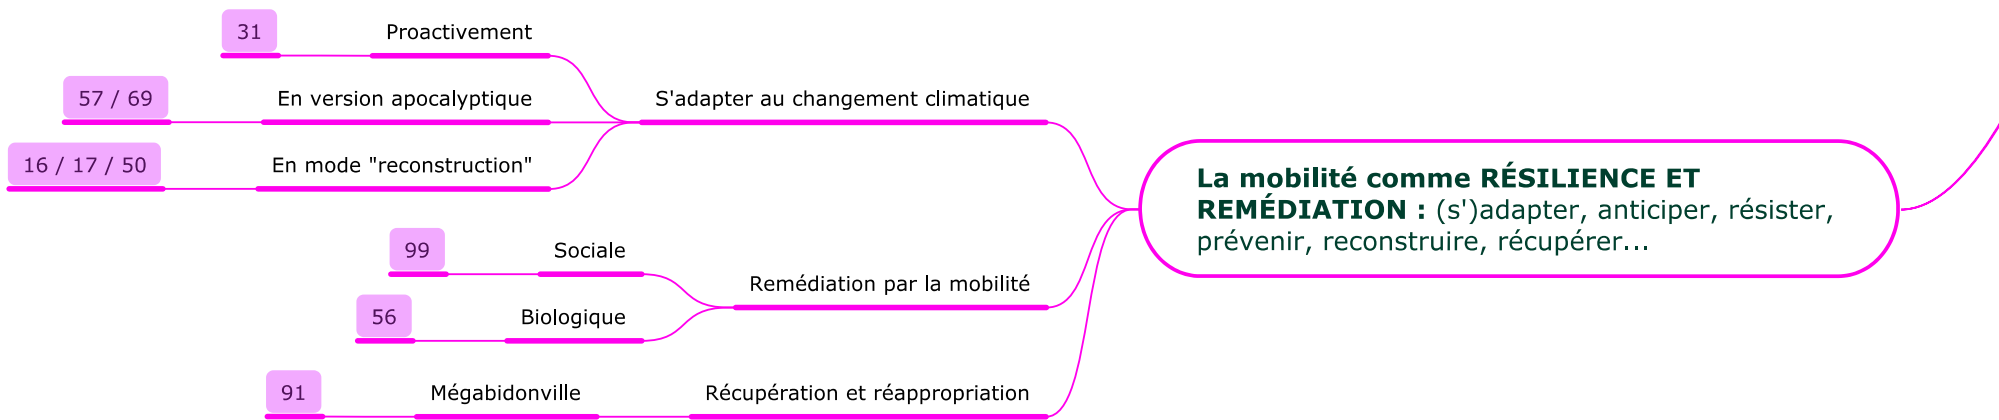 31
Proactivement
57 / 69
En version apocalyptique
S'adapter au changement climatique
16 / 17 / 50
En mode "reconstruction"
La mobilité comme RÉSILIENCE ET
REMÉDIATION : (s')adapter, anticiper, résister,
prévenir, reconstruire, récupérer...
99
Sociale
Remédiation par la mobilité
56
Biologique
91
Mégabidonville
Récupération et réappropriation